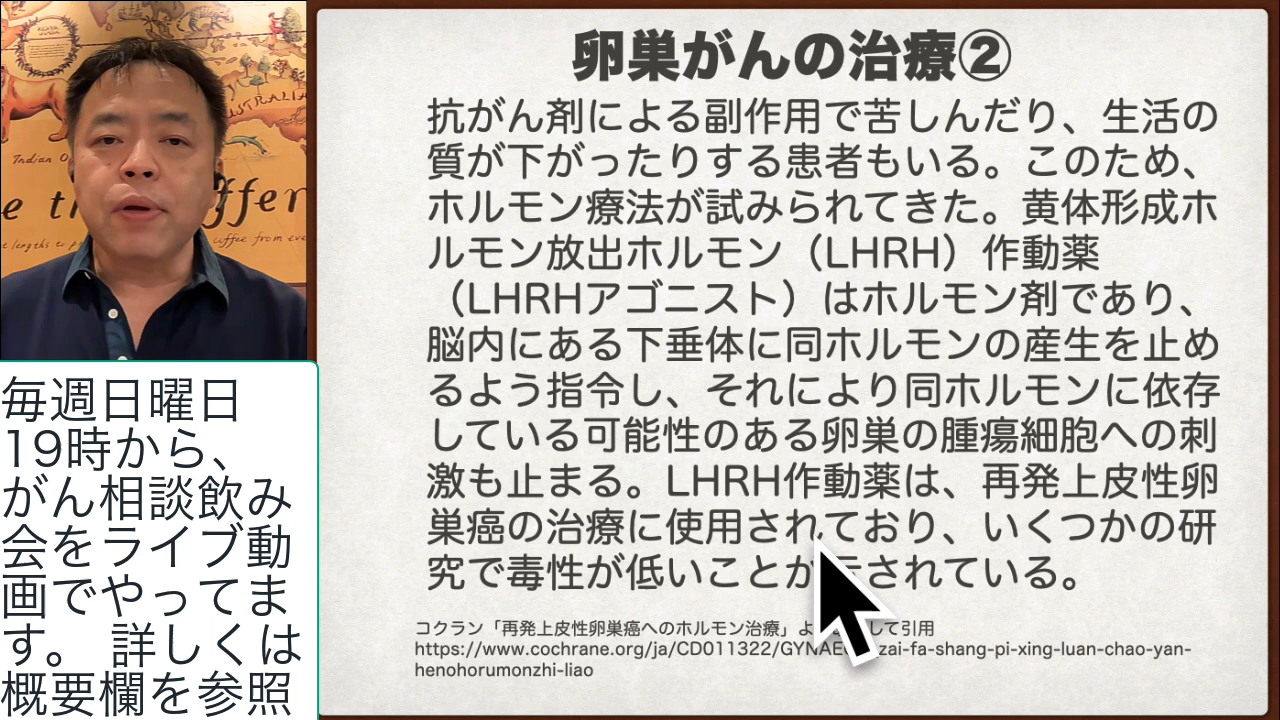 卵巣がんの治療②
抗がん剤による副作用で苦しんだり、生活の
質が下がったりする患者もいる。このため、
ホルモン療法が試みられてきた。黄体形成ホ
ルモン放出ホルモン（LHRH）作動薬
（LHRHアゴニスト）はホルモン剤であり、
脳内にある下垂体に同ホルモンの産生を止め
るよう指令し、それにより同ホルモンに依存
している可能性のある卵巣の腫瘍細胞への刺
激も止まる。LHRH作動薬は、再発上皮性卵
巣癌の治療に使用されており、いくつかの研
究で毒性が低いことが示されている。
コクラン「再発上皮性卵巣癌へのホルモン治療」よ して引用
https://www.cochrane.org/ja/CD011322/GYNAE zai-fa-shang-pi-xing-luan-chao-yan-
henohorumonzhi-liao
毎週日曜日
19時から、
がん相談飲み
会をライブ動
画でやってま
す。 詳しくは
概要欄を参照
AUSTRALIA
Indian O
e th ffer
lengths to p coffee from eve